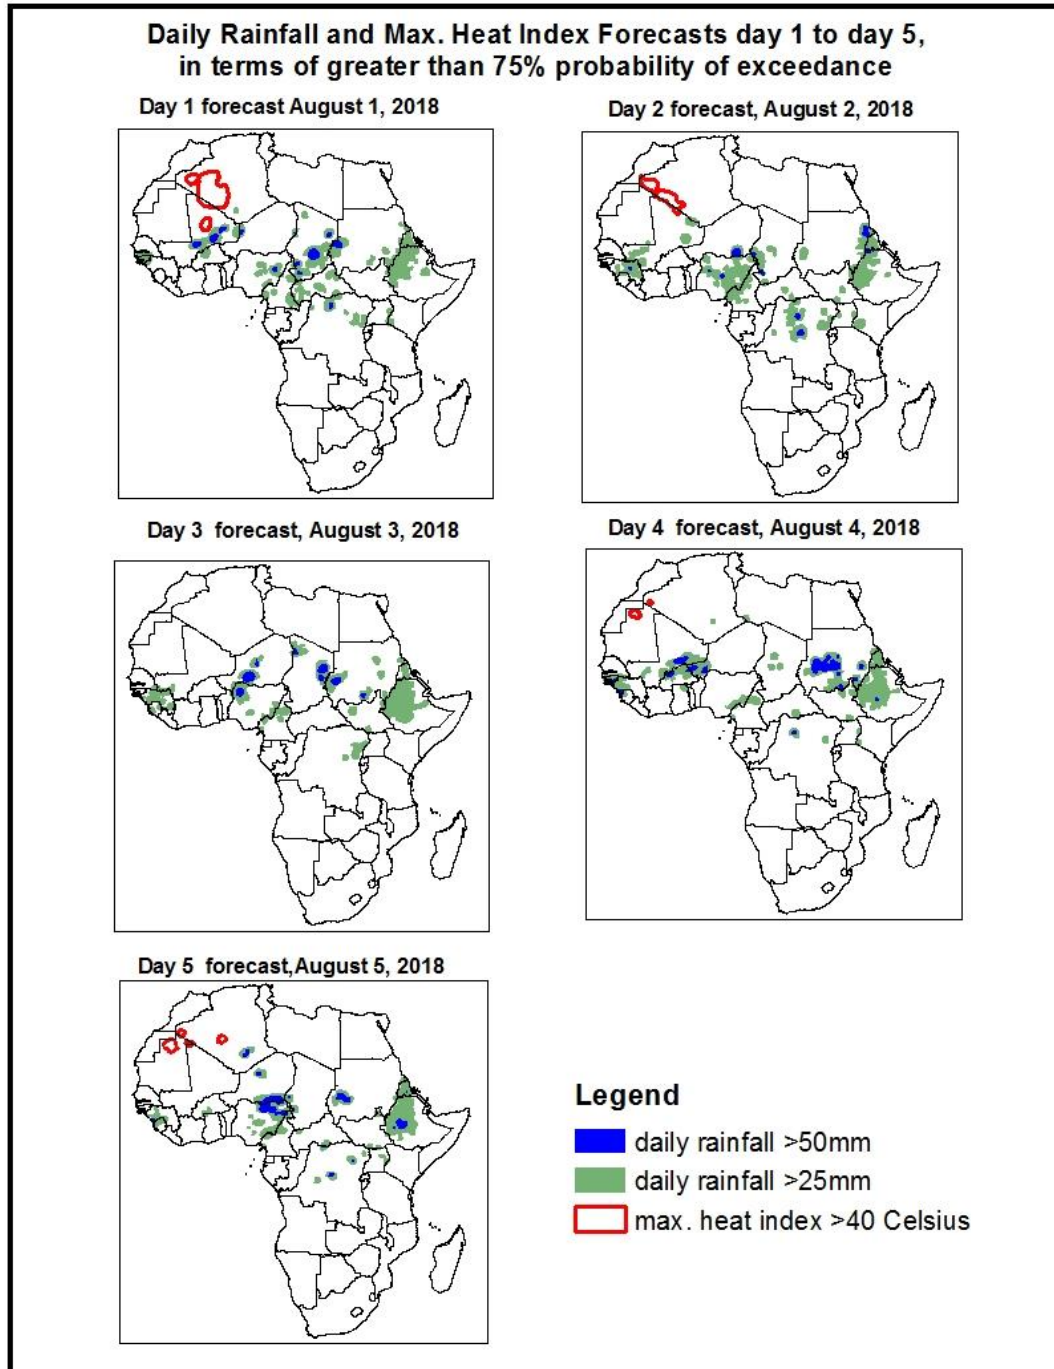 Daily Rainfall and Max. Heat Index Forecasts day 1 to day 5,
in terms of greater than 75% probability of exceedance
Day 1 forecast August 1, 2018
Day 2 forecast, August 2, 2018
Day 3  forecast, August 3, 2018
Day 4  forecast, August 4, 2018
Day 5  forecast,August 5, 2018
Legend
daily rainfall >50mm
daily rainfall >25mm
max. heat index >40 Celsius